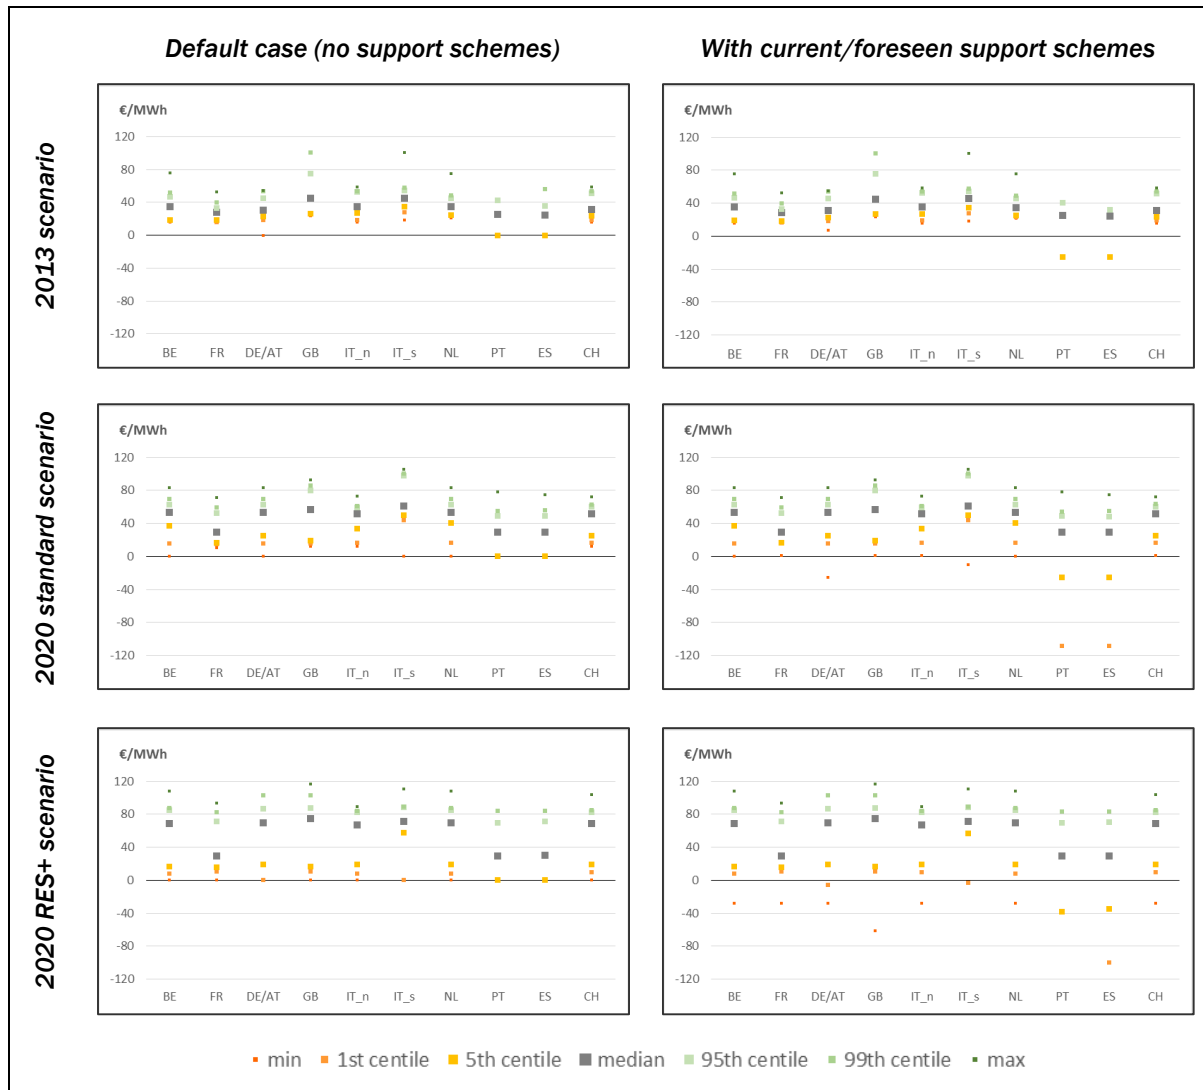 Default case (no support schemes)
With current/foreseen support schemes
2013 scenario
€/MWh
120
80
40
0
-40
-80
-120
BE FR DE/AT GB IT_n IT_s NL PT ES CH
€/MWh
120
80
40
0
-40
-80
-120
BE FR DE/AT GB IT_n IT_s NL PT ES CH
2020 standard scenario
€/MWh
120
80
40
0
-40
-80
-120
BE FR DE/AT GB IT_n IT_s NL PT ES CH
€/MWh
120
80
40
0
-40
-80
-120
BE FR DE/AT GB IT_n IT_s NL PT ES CH
2020 RES+ scenario
€/MWh
120
80
40
0
-40
-80
-120
BE FR DE/AT GB IT_n IT_s NL PT ES CH
€/MWh
120
80
40
0
-40
-80
-120
BE FR DE/AT GB IT_n IT_s NL PT ES CH
min 1st centile 5th centile median 95th centile 99th centile max